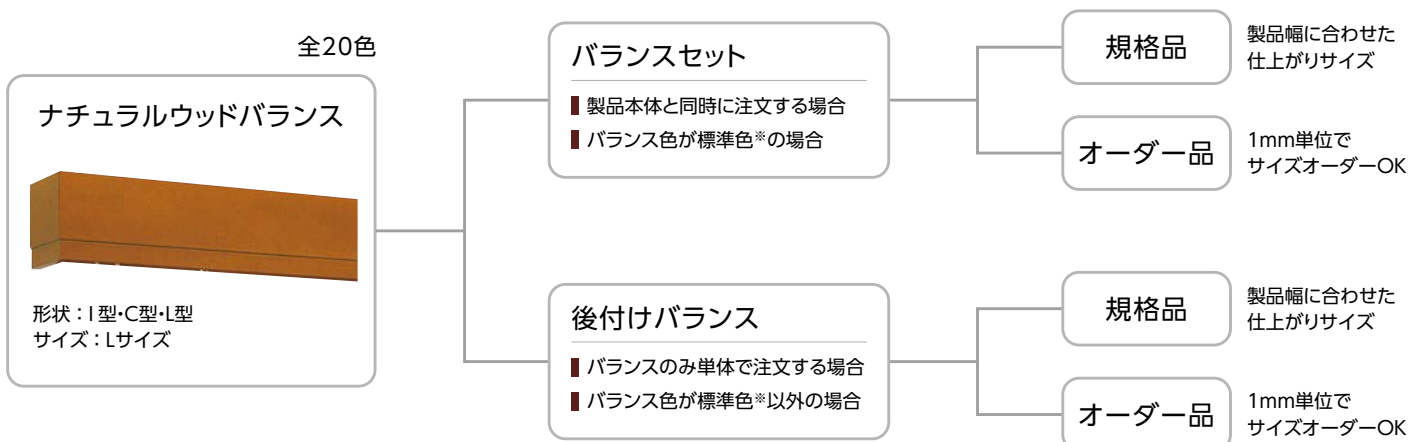 全20色
ナチュラルウッドバランス
形状：I型・C型・L型
サイズ：Lサイズ
バランスセット
製品本体と同時に注文する場合
バランス色が標準色※の場合
規格品
製品幅に合わせた
仕上がりサイズ
オーダー品
1mm単位で
サイズオーダーOK
後付けバランス
バランスのみ単体で注文する場合
バランス色が標準色※以外の場合
規格品
製品幅に合わせた
仕上がりサイズ
オーダー品
1mm単位で
サイズオーダーOK